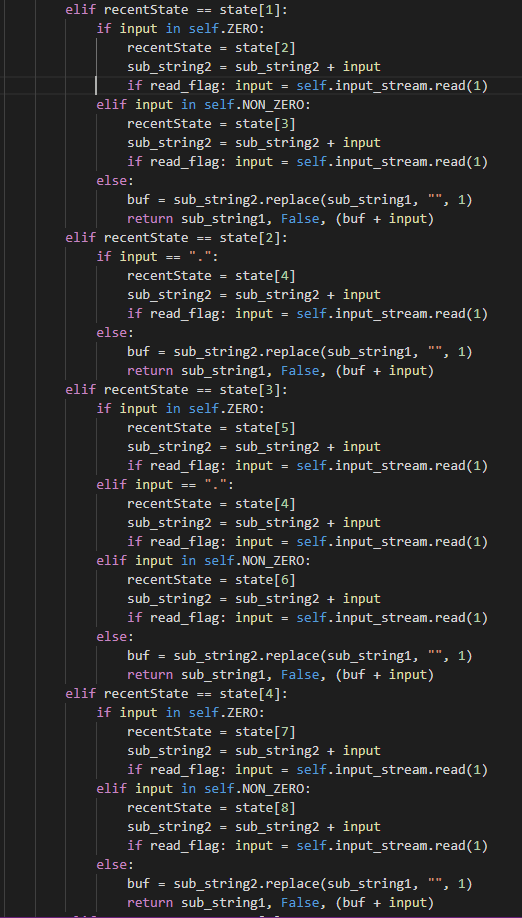 elif recentState == state[1]:
    if input in self.ZERO:
        recentState = state[2]
        sub_string2 = sub_string2 + input
        if read_flag: input = self.input_stream.read(1)
    elif input in self.NON_ZERO:
        recentState = state[3]
        sub_string2 = sub_string2 + input
        if read_flag: input = self.input_stream.read(1)
    else:
        buf = sub_string2.replace(sub_string1, "", 1)
        return sub_string1, False, (buf + input)
elif recentState == state[2]:
    if input == ".":
        recentState = state[4]
        sub_string2 = sub_string2 + input
        if read_flag: input = self.input_stream.read(1)
    else:
        buf = sub_string2.replace(sub_string1, "", 1)
        return sub_string1, False, (buf + input)
elif recentState == state[3]:
    if input in self.ZERO:
        recentState = state[5]
        sub_string2 = sub_string2 + input
        if read_flag: input = self.input_stream.read(1)
    elif input == ".":
        recentState = state[4]
        sub_string2 = sub_string2 + input
        if read_flag: input = self.input_stream.read(1)
    elif input in self.NON_ZERO:
        recentState = state[6]
        sub_string2 = sub_string2 + input
        if read_flag: input = self.input_stream.read(1)
    else:
        buf = sub_string2.replace(sub_string1, "", 1)
        return sub_string1, False, (buf + input)
elif recentState == state[4]:
    if input in self.ZERO:
        recentState = state[7]
        sub_string2 = sub_string2 + input
        if read_flag: input = self.input_stream.read(1)
    elif input in self.NON_ZERO:
        recentState = state[8]
        sub_string2 = sub_string2 + input
        if read_flag: input = self.input_stream.read(1)
    else:
        buf = sub_string2.replace(sub_string1, "", 1)
        return sub_string1, False, (buf + input)